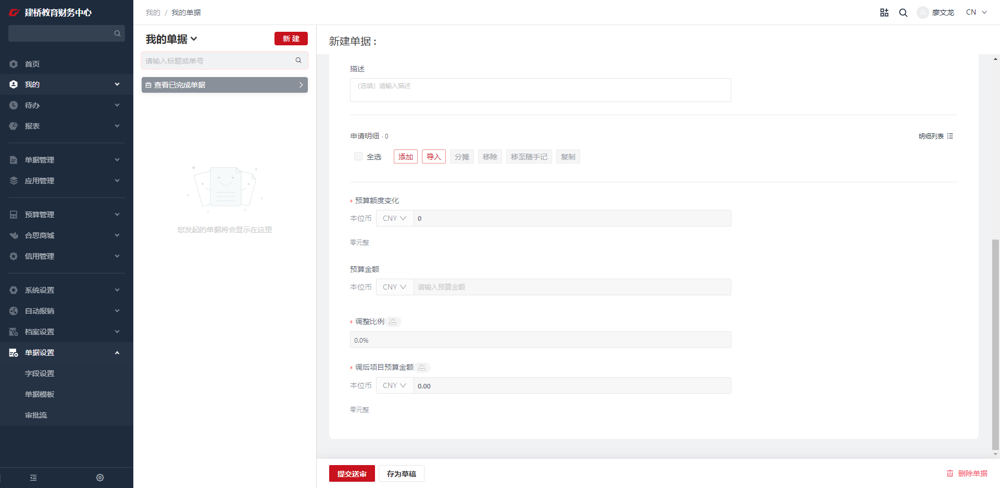 建桥教育财务中心
首页
我的
待办
报表
单据管理
应用管理
预算管理
合思商城
信用管理
系统设置
自动报销
档案设置
单据设置
字段设置
单据模板
审批流
我的 / 我的单据
廖文龙
CN
我的单据
新 建
请输入标题或单号
查看已完成单据
您发起的单据将会显示在这里
新建单据 :
描述
（选填）请输入描述
申请明细 · 0
明细列表
全选
添加
导入
分摊
移除
移至随手记
复制
* 预算额度变化
本位币 CNY 0
零元整
预算金额
本位币 CNY 请输入预算金额
* 调整比例
0.0%
* 调后项目预算金额
本位币 CNY 0.00
零元整
提交送审
存为草稿
删除单据